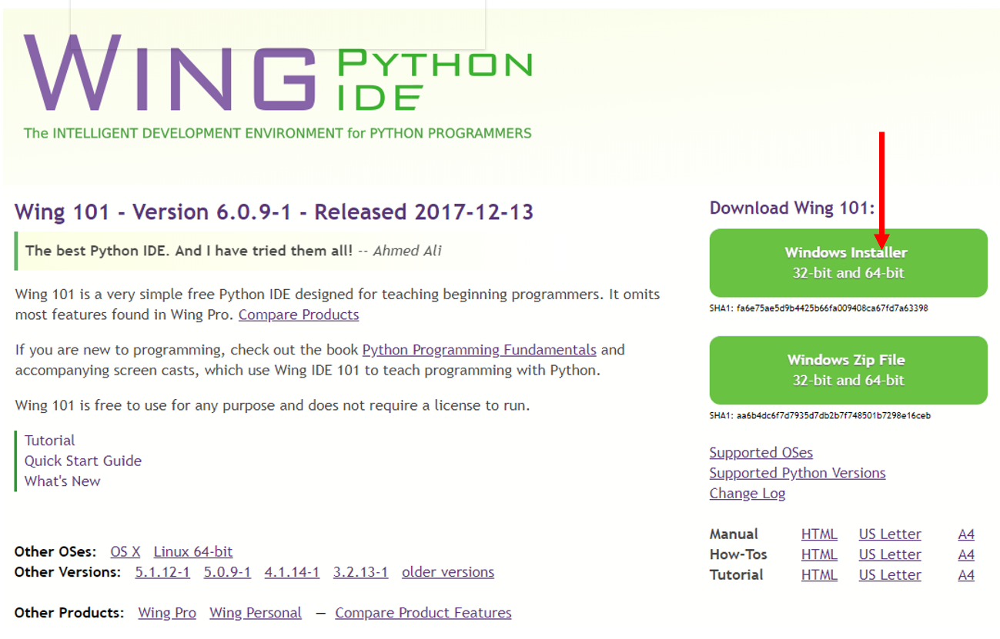 WING PYTHON
IDE
The INTELLIGENT DEVELOPMENT ENVIRONMENT for PYTHON PROGRAMMERS
Wing 101 - Version 6.0.9-1 - Released 2017-12-13
The best Python IDE. And I have tried them all! -- Ahmed Ali
Wing 101 is a very simple free Python IDE designed for teaching beginning programmers. It omits
most features found in Wing Pro. Compare Products
If you are new to programming, check out the book Python Programming Fundamentals and
accompanying screen casts, which use Wing IDE 101 to teach programming with Python.
Wing 101 is free to use for any purpose and does not require a license to run.
Tutorial
Quick Start Guide
What's New
Other OSes: OS X Linux 64-bit
Other Versions: 5.1.12-1 5.0.9-1 4.1.14-1 3.2.13-1 older versions
Other Products: Wing Pro Wing Personal — Compare Product Features
Download Wing 101:
Windows Installer
32-bit and 64-bit
SHA1: fa6e75ae5d9b4425b66fa009408ca67fd7a63398
Windows Zip File
32-bit and 64-bit
SHA1: aa6b4dc6f7d7935d7db2b7f748501b7298e16ceb
Supported OSes
Supported Python Versions
Change Log
Manual HTML US Letter A4
How-Tos HTML US Letter A4
Tutorial HTML US Letter A4